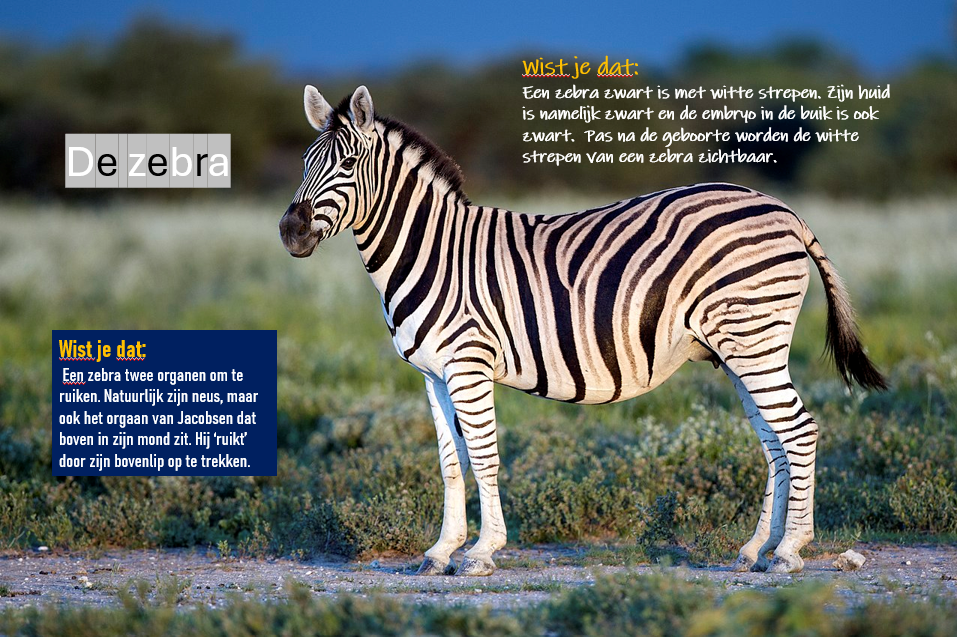 De zebra
Wist je dat:
Een zebra zwart is met witte strepen. Zijn huid
is namelijk zwart en de embryo in de buik is ook
zwart. Pas na de geboorte worden de witte
strepen van een zebra zichtbaar.
Wist je dat:
Een zebra twee organen om te
ruiken. Natuurlijk zijn neus, maar
ook het orgaan van Jacobsen dat
boven in zijn mond zit. Hij ‘ruikt’
door zijn bovenlip op te trekken.